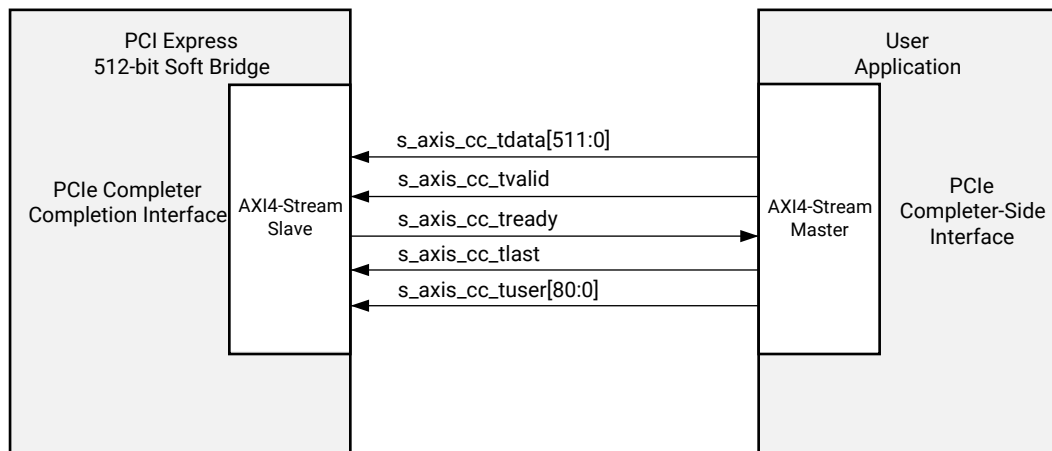 PCI Express
512-bit Soft Bridge
User
Application
s_axis_cc_tdata[511:0]
s_axis_cc_tvalid
PCIe Completer
Completion Interface
AXI4-Stream
Slave
s_axis_cc_tready
AXI4-Stream
Master
PCIe
Completer-Side
Interface
s_axis_cc_tlast
s_axis_cc_tuser[80:0]